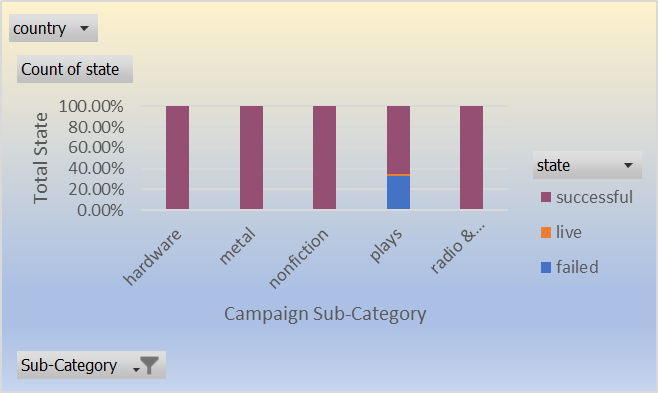 country
Count of state
Total State
100.00%
80.00%
60.00%
40.00%
20.00%
0.00%
hardware
metal
nonfiction
plays
radio &...
Campaign Sub-Category
state
successful
live
failed
Sub-Category